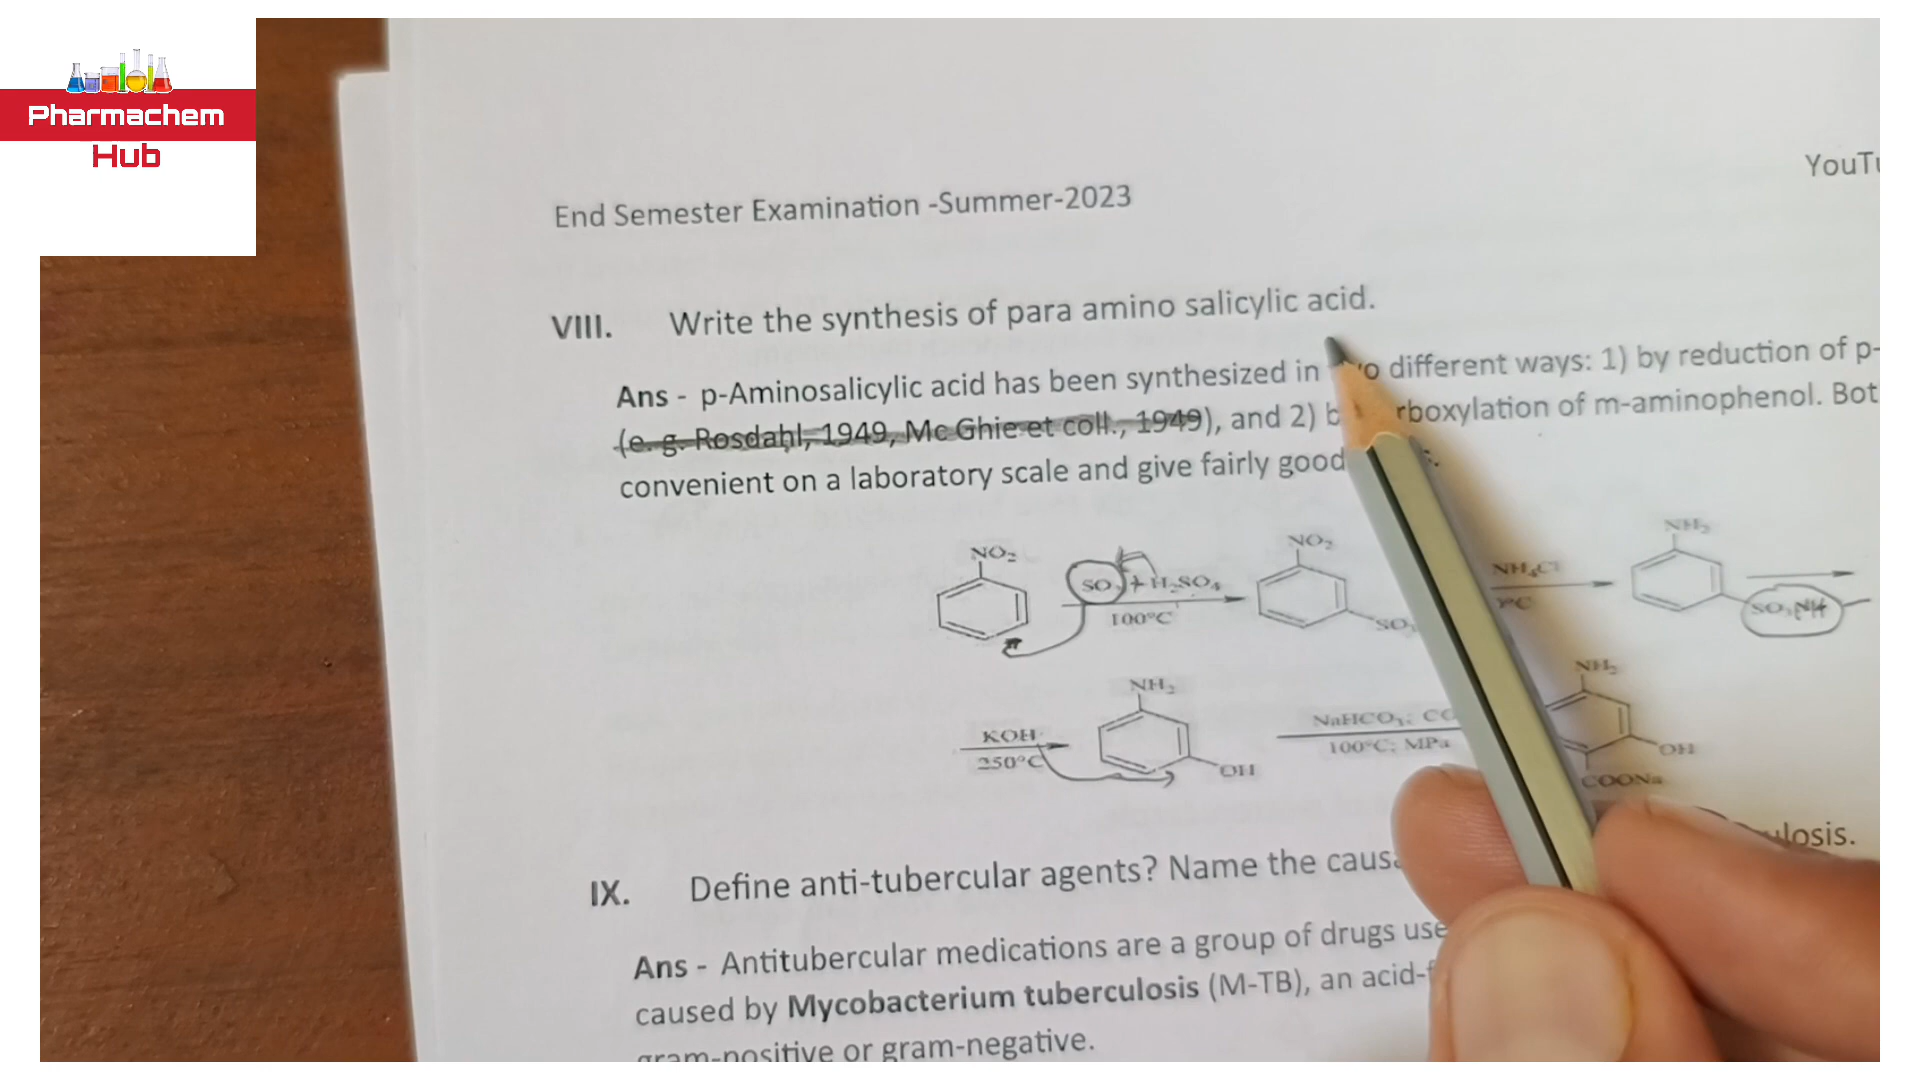 Pharmachem
Hub
YouTu
End Semester Examination -Summer-2023
VIII. Write the synthesis of para amino salicylic acid.
Ans - p-Aminosalicylic acid has been synthesized in two different ways: 1) by reduction of p-
(e. g. Rosdahl, 1949, Mc Ghie et coll., 1949), and 2) b rboxylation of m-aminophenol. Bot
convenient on a laboratory scale and give fairly good
NO₂ SO₃ + H₂SO₄ 100°C NO₂ SO₃ NH₄Cl °C NH₂ SO₃NH
KOH 250°C NH₂ OH NaHCO₃; CO 100°C; MPa NH₂ OH COONa
IX. Define anti-tubercular agents? Name the causa ulosis.
Ans - Antitubercular medications are a group of drugs use
caused by Mycobacterium tuberculosis (M-TB), an acid-f
gram-positive or gram-negative.